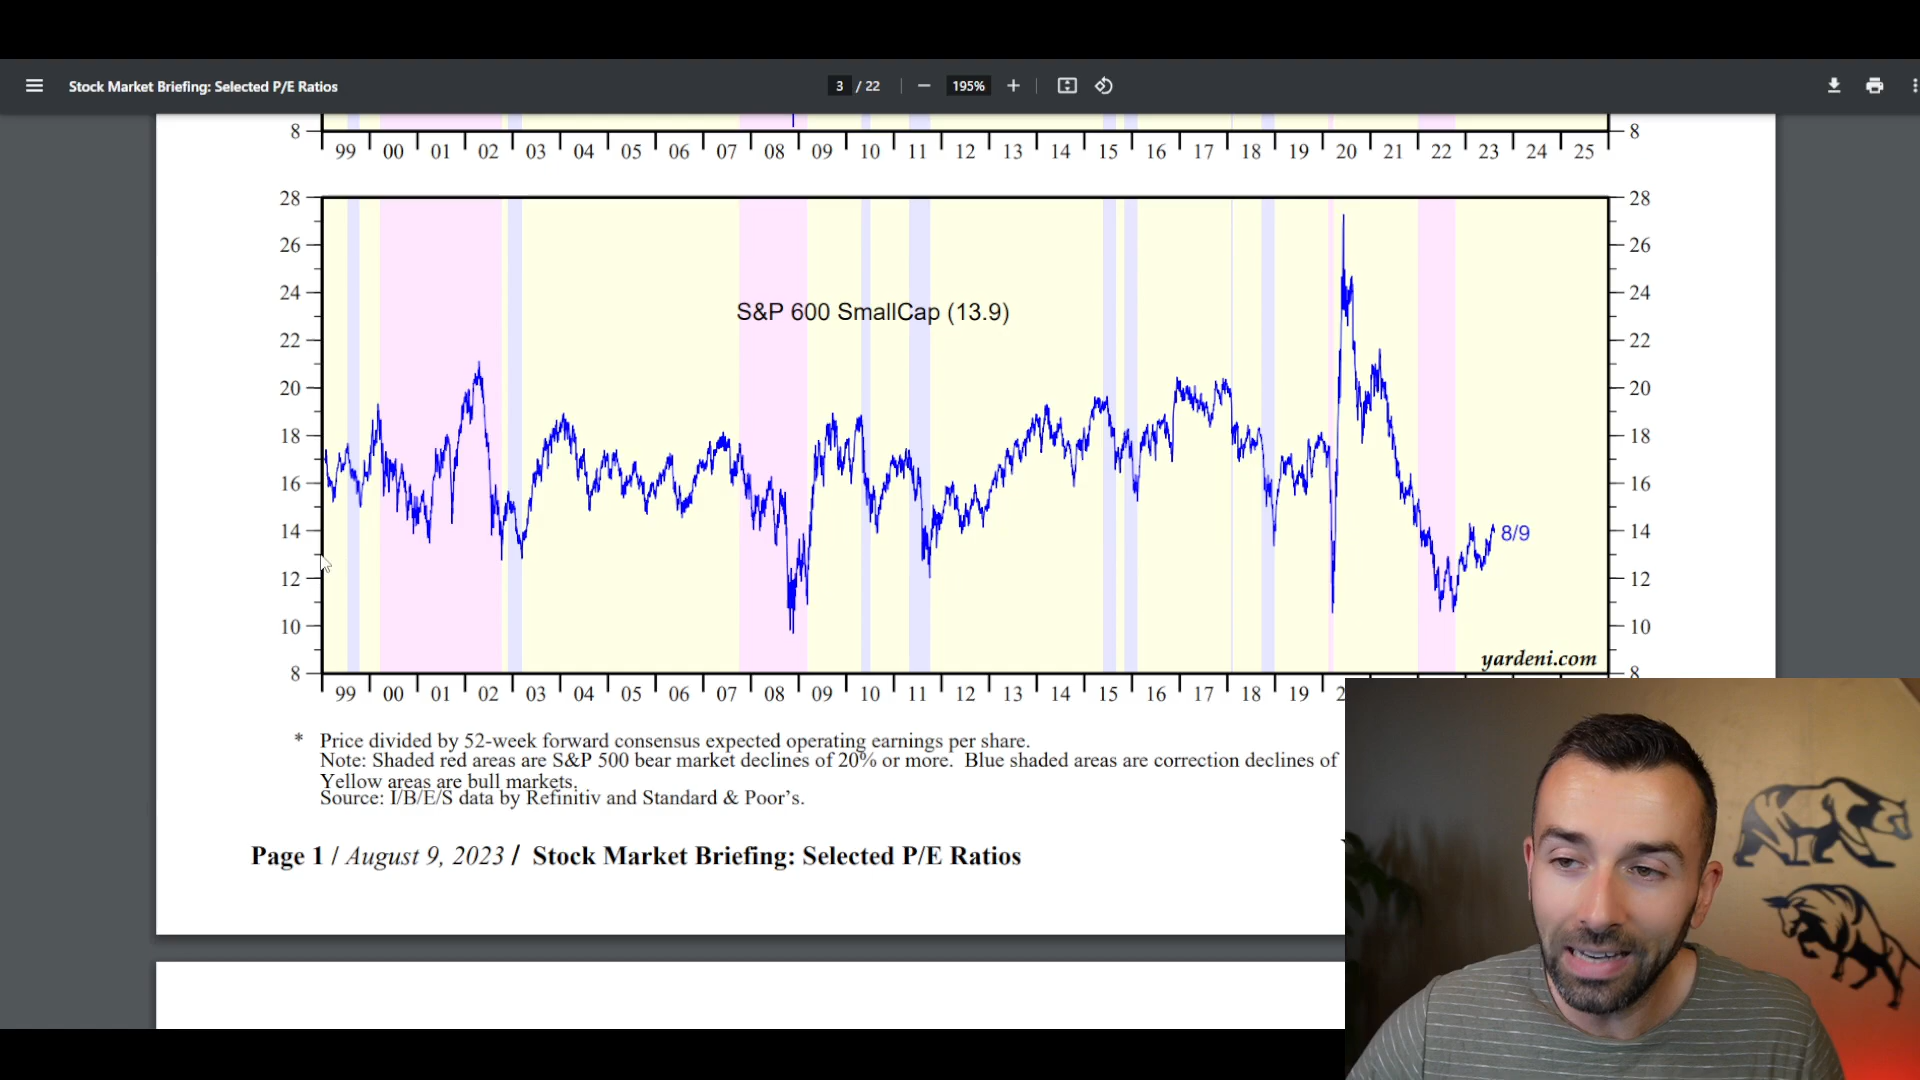 Stock Market Briefing: Selected P/E Ratios
3 / 22
195%
8 8
99 00 01 02 03 04 05 06 07 08 09 10 11 12 13 14 15 16 17 18 19 20 21 22 23 24 25
28 28
26 26
24 24
S&P 600 SmallCap (13.9)
22 22
20 20
18 18
16 16
14 8/9 14
12 12
10 10
yardeni.com
8 8
99 00 01 02 03 04 05 06 07 08 09 10 11 12 13 14 15 16 17 18 19
* Price divided by 52-week forward consensus expected operating earnings per share.
Note: Shaded red areas are S&P 500 bear market declines of 20% or more. Blue shaded areas are correction declines of
Yellow areas are bull markets.
Source: I/B/E/S data by Refinitiv and Standard & Poor's.
Page 1 / August 9, 2023 / Stock Market Briefing: Selected P/E Ratios